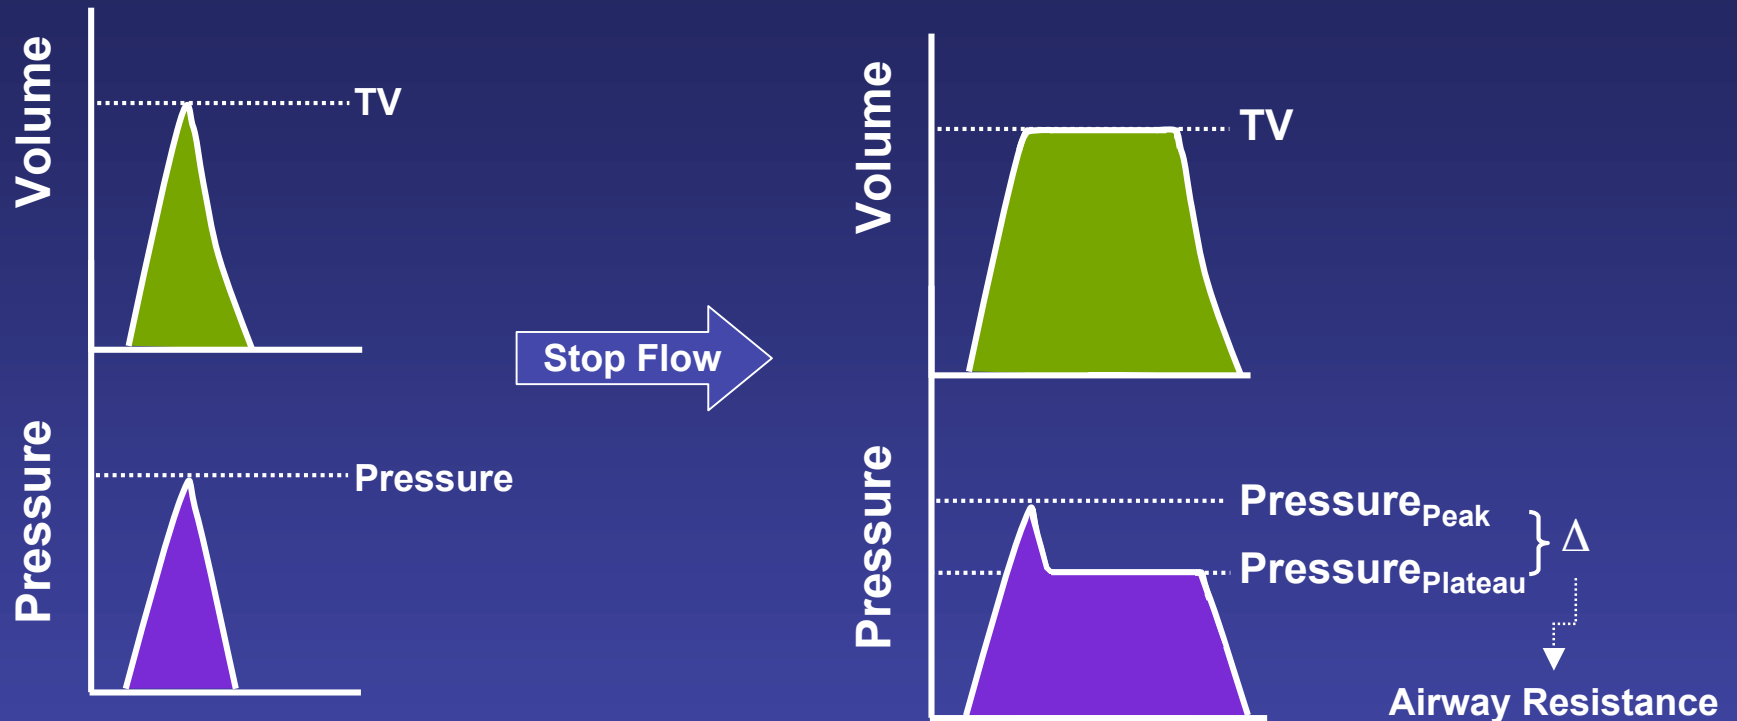 Volume
TV
Pressure
Pressure
Stop Flow
Volume
TV
Pressure
PressurePeak
PressurePlateau
Δ
Airway Resistance